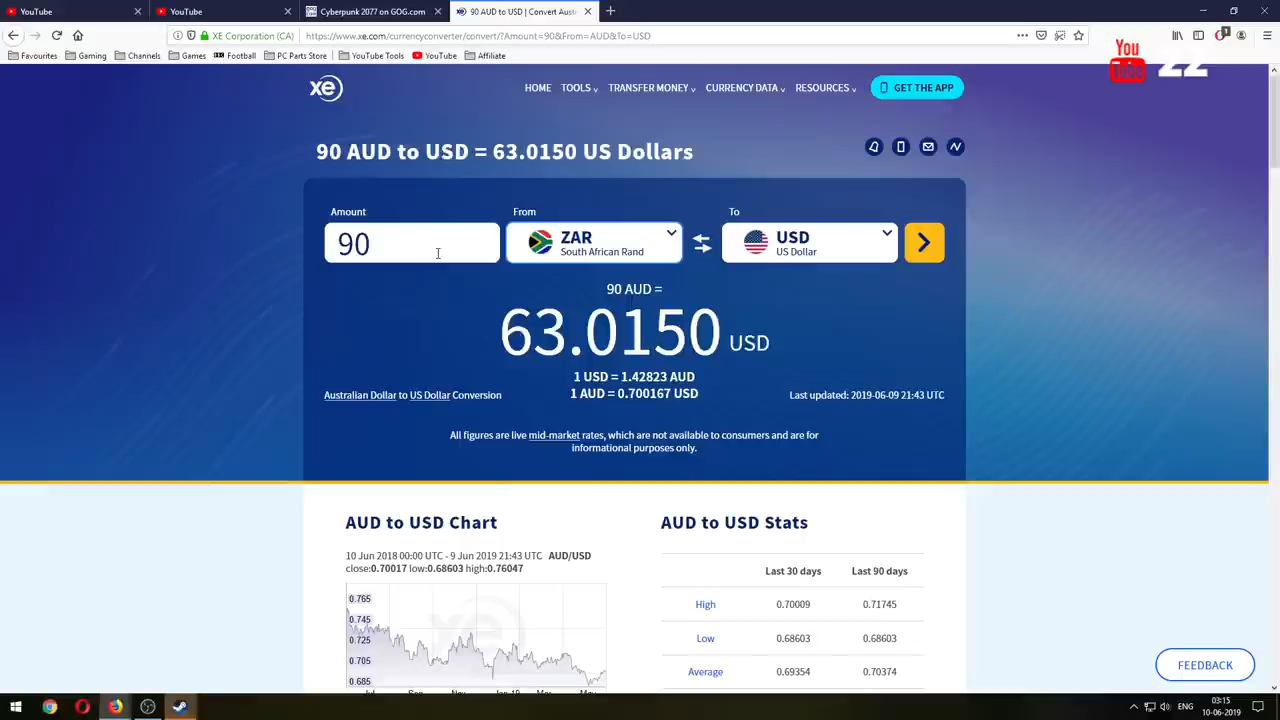 YouTube
YouTube
Cyberpunk 2077 on GOG.com
90 AUD to USD | Convert Aust
XE Corporation (CA)
https://www.xe.com/currencyconverter/convert/?Amount=90&From=AUD&To=USD
Favourites
Gaming
Channels
Games
Football
PC Parts Store
YouTube Tools
YouTube
Affiliate
You
Tube
22
xe
HOME
TOOLS
TRANSFER MONEY
CURRENCY DATA
RESOURCES
GET THE APP
90 AUD to USD = 63.0150 US Dollars
Amount
From
To
90
ZAR
South African Rand
USD
US Dollar
90 AUD =
63.0150 USD
1 USD = 1.42823 AUD
1 AUD = 0.700167 USD
Australian Dollar to US Dollar Conversion
Last updated: 2019-06-09 21:43 UTC
All figures are live mid-market rates, which are not available to consumers and are for
informational purposes only.
AUD to USD Chart
10 Jun 2018 00:00 UTC - 9 Jun 2019 21:43 UTC AUD/USD
close:0.70017 low:0.68603 high:0.76047
0.765
0.745
0.725
0.705
0.685
xe
AUD to USD Stats
Last 30 days
Last 90 days
High
0.70009
0.71745
Low
0.68603
0.68603
Average
0.69354
0.70374
FEEDBACK
ENG
03:15
10-06-2019